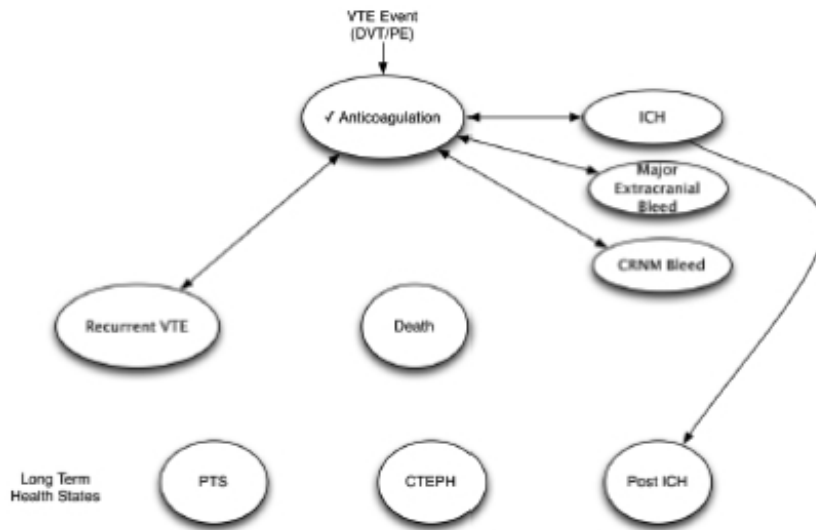 VTE Event
(DVT/PE)
√ Anticoagulation
ICH
Major
Extracranial
Bleed
CRNM Bleed
Recurrent VTE
Death
Long Term
Health States
PTS
CTEPH
Post ICH